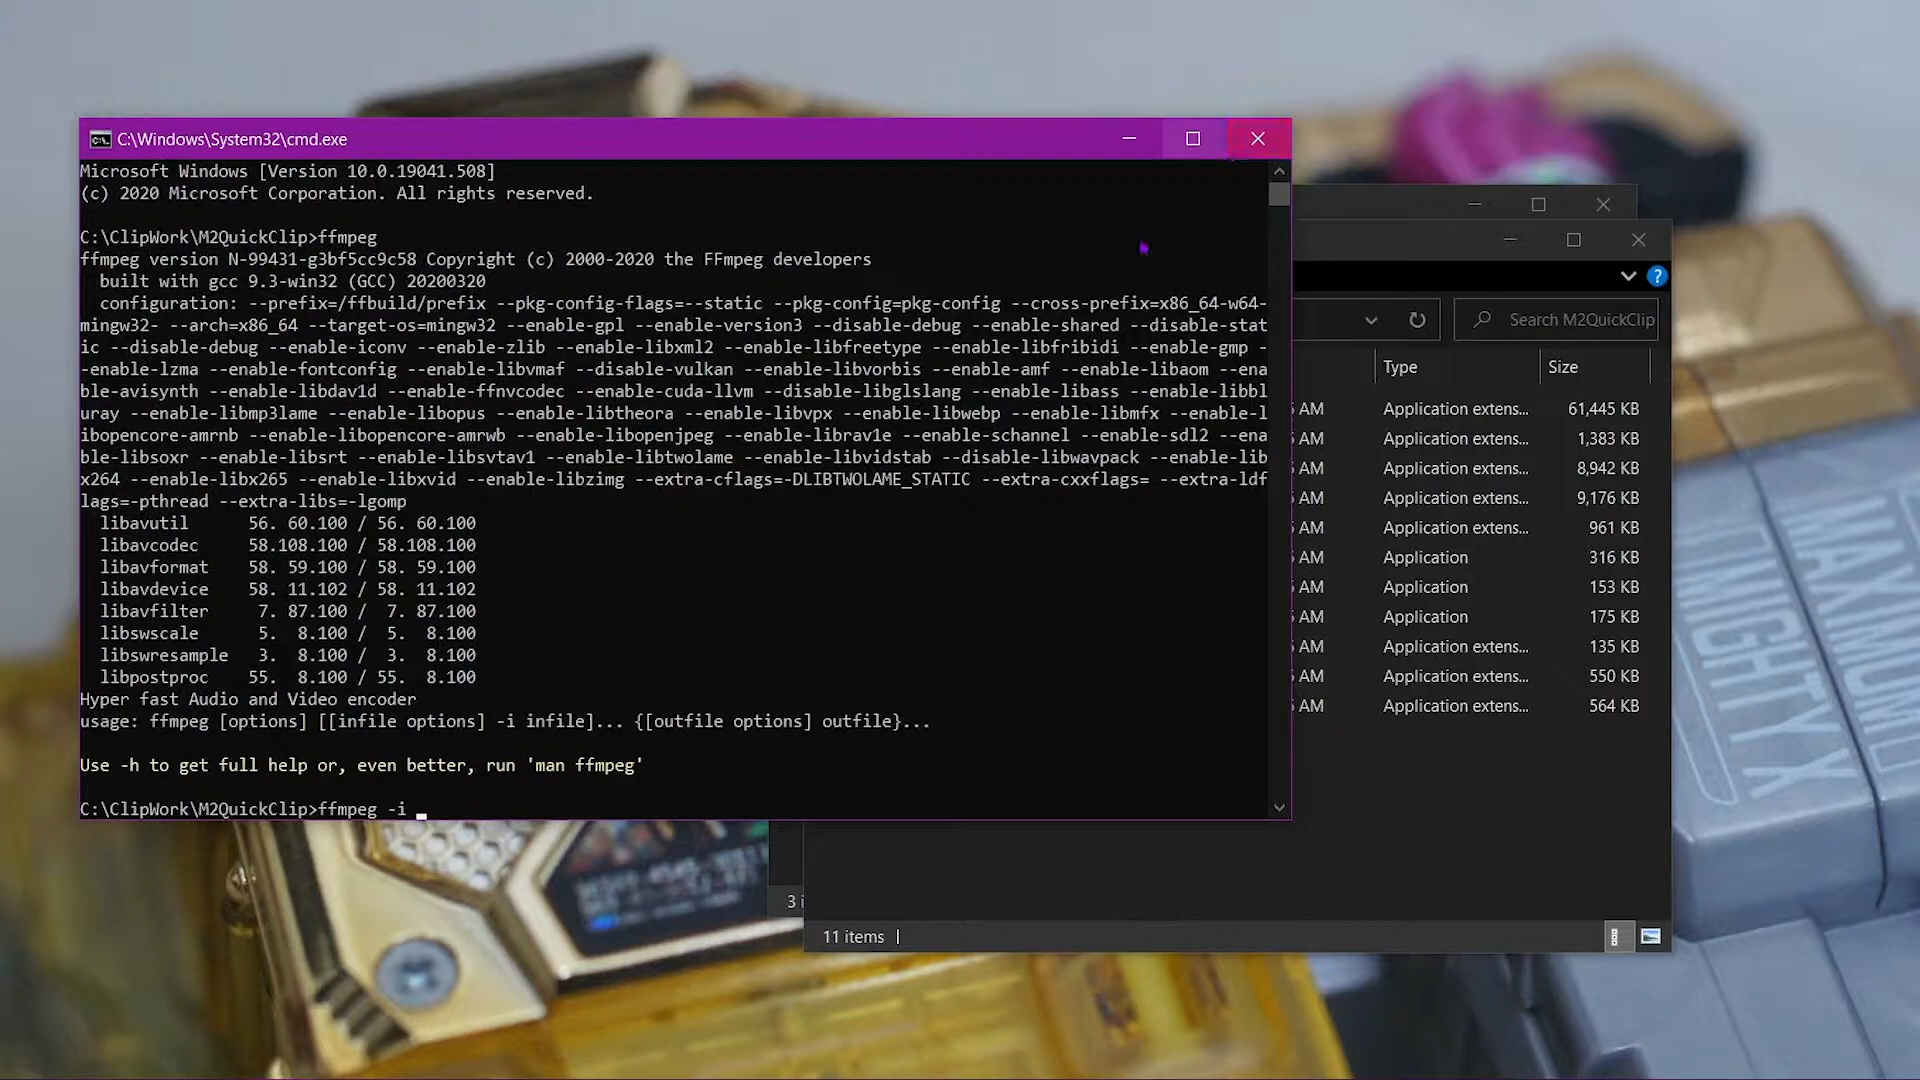 C:\Windows\System32\cmd.exe
Microsoft Windows [Version 10.0.19041.508]
(c) 2020 Microsoft Corporation. All rights reserved.
C:\ClipWork\M2QuickClip>ffmpeg
ffmpeg version N-99431-g3bf5cc9c58 Copyright (c) 2000-2020 the FFmpeg developers
built with gcc 9.3-win32 (GCC) 20200320
configuration: --prefix=/ffbuild/prefix --pkg-config-flags=--static --pkg-config=pkg-config --cross-prefix=x86_64-w64-
mingw32- --arch=x86_64 --target-os=mingw32 --enable-gpl --enable-version3 --disable-debug --enable-shared --disable-stat
ic --disable-debug --enable-iconv --enable-zlib --enable-libxml2 --enable-libfreetype --enable-libfribidi --enable-gmp -
-enable-lzma --enable-fontconfig --enable-libvmaf --disable-vulkan --enable-libvorbis --enable-amf --enable-libaom --ena
ble-avisynth --enable-libdav1d --enable-ffnvcodec --enable-cuda-llvm --disable-libglslang --enable-libass --enable-libbl
uray --enable-libmp3lame --enable-libopus --enable-libtheora --enable-libvpx --enable-libwebp --enable-libmfx --enable-l
ibopencore-amrnb --enable-libopencore-amrwb --enable-libopenjpeg --enable-librav1e --enable-schannel --enable-sdl2 --ena
ble-libsoxr --enable-libsrt --enable-libsvtav1 --enable-libtwolame --enable-libvidstab --disable-libwavpack --enable-lib
x264 --enable-libx265 --enable-libxvid --enable-libzimg --extra-cflags=-DLIBTWOLAME_STATIC --extra-cxxflags= --extra-ldf
lags=-pthread --extra-libs=-lgomp
libavutil 56. 60.100 / 56. 60.100
libavcodec 58.108.100 / 58.108.100
libavformat 58. 59.100 / 58. 59.100
libavdevice 58. 11.102 / 58. 11.102
libavfilter 7. 87.100 / 7. 87.100
libswscale 5. 8.100 / 5. 8.100
libswresample 3. 8.100 / 3. 8.100
libpostproc 55. 8.100 / 55. 8.100
Hyper fast Audio and Video encoder
usage: ffmpeg [options] [[infile options] -i infile]... {[outfile options] outfile}...
Use -h to get full help or, even better, run 'man ffmpeg'
C:\ClipWork\M2QuickClip>ffmpeg -i
Search M2QuickClip
Type Size
AM Application extens... 61,445 KB
AM Application extens... 1,383 KB
AM Application extens... 8,942 KB
AM Application extens... 9,176 KB
AM Application extens... 961 KB
AM Application 316 KB
AM Application 153 KB
AM Application 175 KB
AM Application extens... 135 KB
AM Application extens... 550 KB
AM Application extens... 564 KB
3 i
11 items
MAXIMUM
MIGHTY X